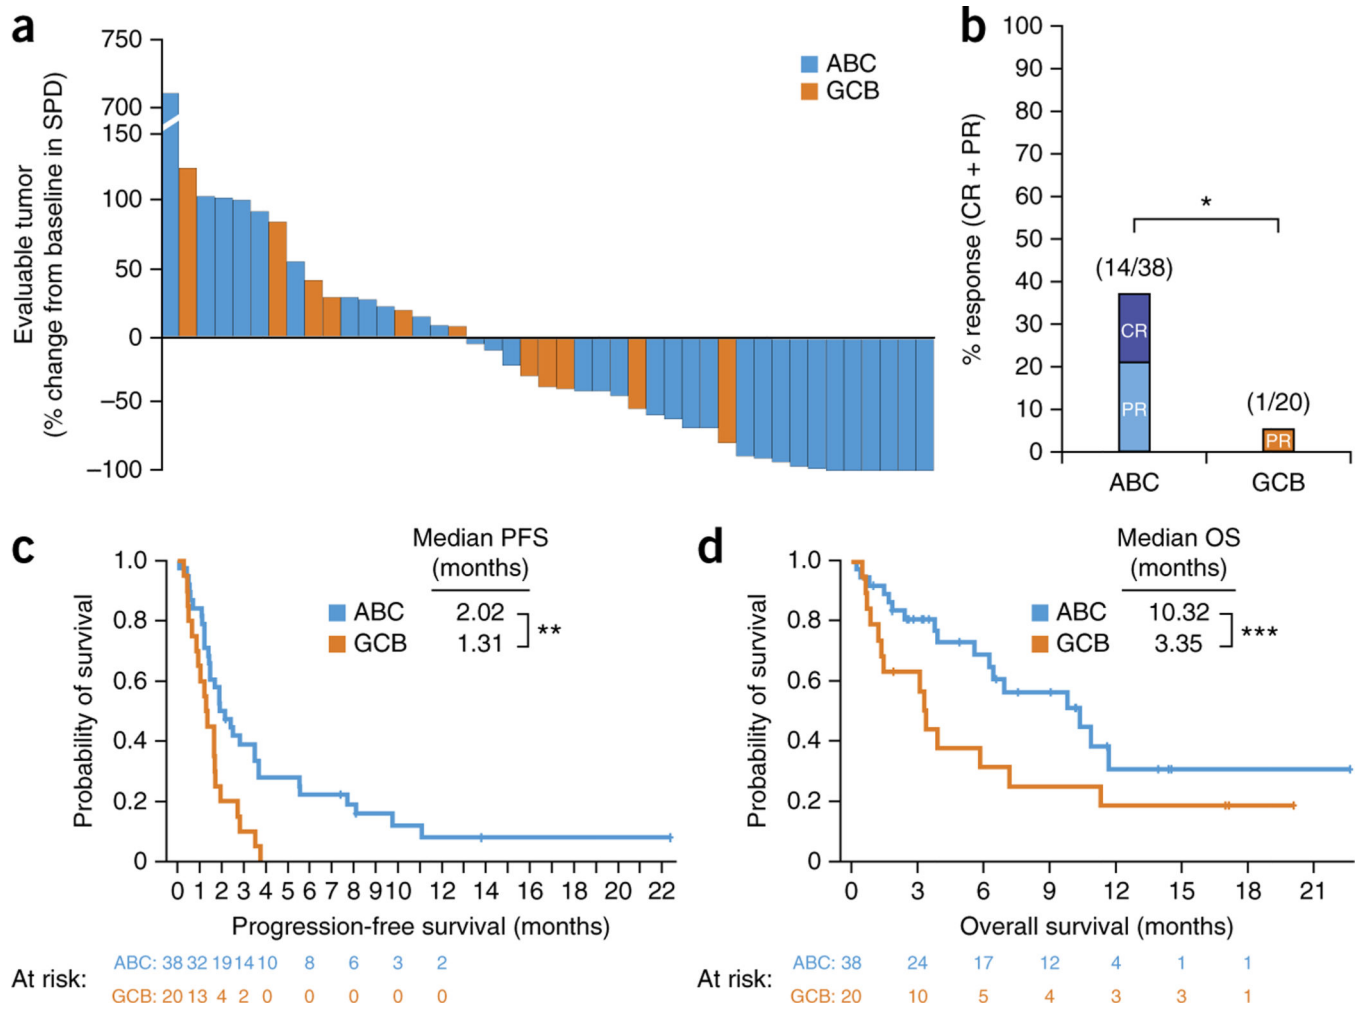 a
750
700
150
100
50
0
−50
−100
Evaluable tumor
(% change from baseline in SPD)
ABC
GCB
b
100
90
80
70
60
50
40
30
20
10
0
% response (CR + PR)
*
(14/38)
CR
PR
(1/20)
PR
ABC
GCB
c
Median PFS
(months)
ABC 2.02
GCB 1.31
**
1.0
0.8
0.6
0.4
0.2
0
Probability of survival
0 1 2 3 4 5 6 7 8 9 10 12 14 16 18 20 22
Progression-free survival (months)
At risk:
ABC: 38 32 19 14 10 8 6 3 2
GCB: 20 13 4 2 0 0 0 0 0
d
Median OS
(months)
ABC 10.32
GCB 3.35
***
1.0
0.8
0.6
0.4
0.2
0
Probability of survival
0 3 6 9 12 15 18 21
Overall survival (months)
At risk:
ABC: 38 24 17 12 4 1 1
GCB: 20 10 5 4 3 3 1